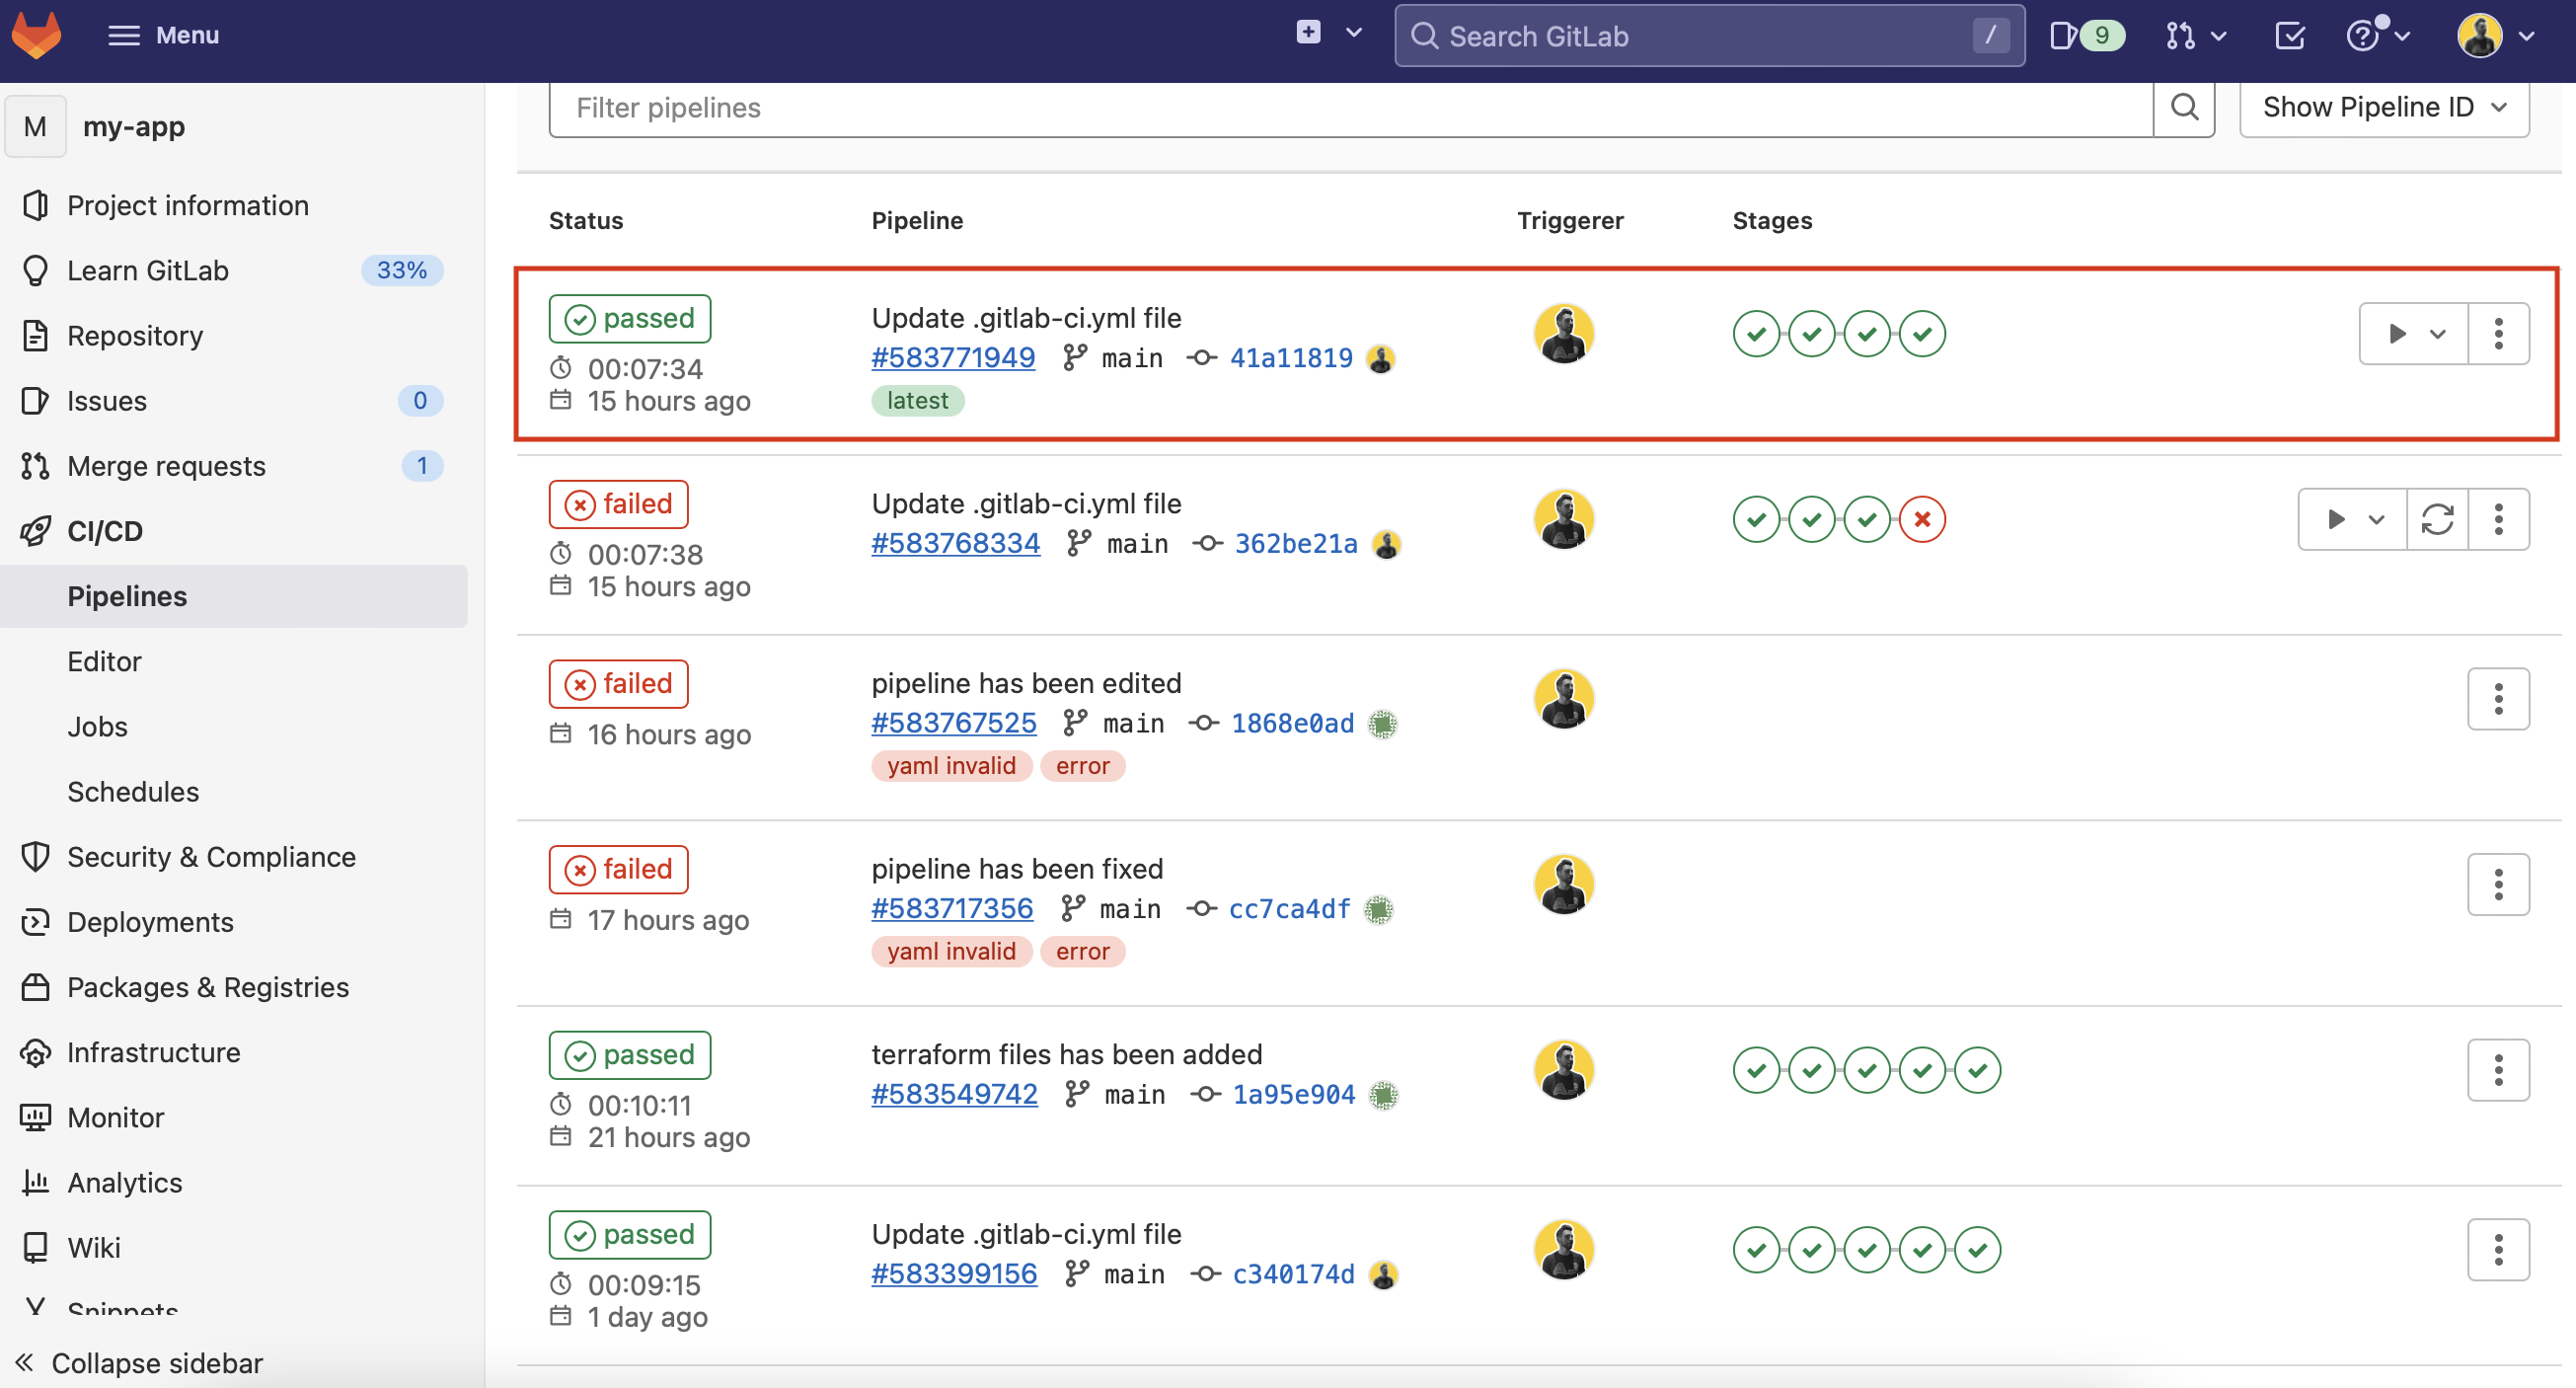 Menu
Search GitLab
/
9
M
my-app
Project information
Learn GitLab 33%
Repository
Issues 0
Merge requests 1
CI/CD
Pipelines
Editor
Jobs
Schedules
Security & Compliance
Deployments
Packages & Registries
Infrastructure
Monitor
Analytics
Wiki
Snippets
Collapse sidebar
Filter pipelines
Show Pipeline ID
Status Pipeline Triggerer Stages
passed
00:07:34
15 hours ago
Update .gitlab-ci.yml file
#583771949 main 41a11819
latest
failed
00:07:38
15 hours ago
Update .gitlab-ci.yml file
#583768334 main 362be21a
failed
16 hours ago
pipeline has been edited
#583767525 main 1868e0ad
yaml invalid error
failed
17 hours ago
pipeline has been fixed
#583717356 main cc7ca4df
yaml invalid error
passed
00:10:11
21 hours ago
terraform files has been added
#583549742 main 1a95e904
passed
00:09:15
1 day ago
Update .gitlab-ci.yml file
#583399156 main c340174d